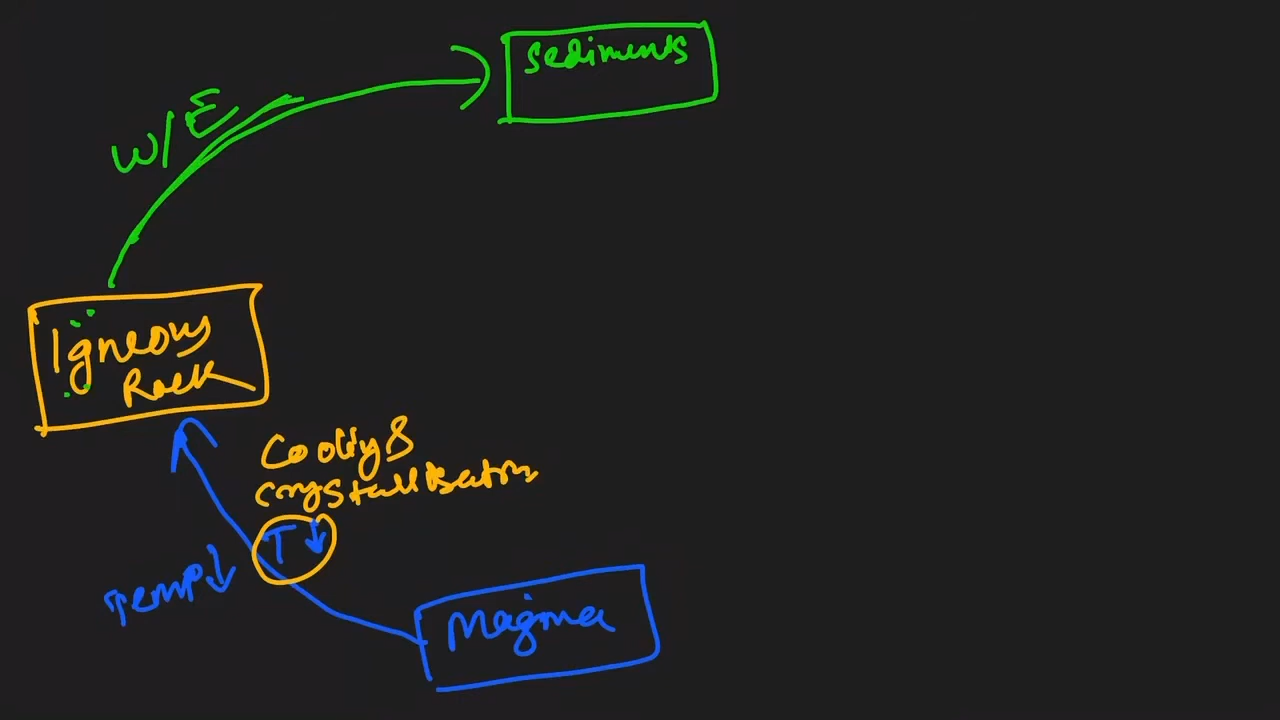 sediments
W/E
Igneous
Rock
Cooling &
crystallisation
T↓
Temp↓
Magma